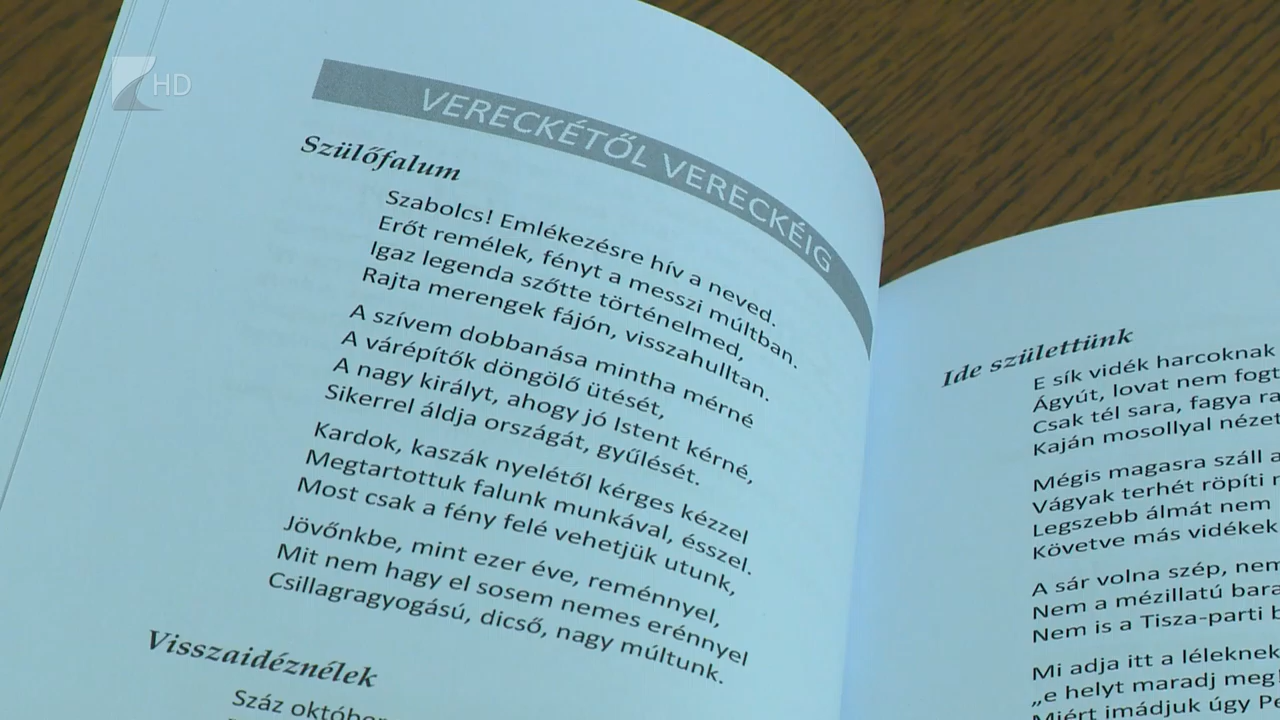 HD
VERECKÉTŐL VERECKÉIG
Szülőfalum
Szabolcs! Emlékezésre hív a neved.
Erőt remélek, fényt a messzi múltban.
Igaz legenda szőtte történelmed,
Rajta merengek fájón, visszahulltan.
A szívem dobbanása mintha mérné
A várépítők döngölő ütését,
A nagy királyt, ahogy jó Istent kérné,
Sikerrel áldja országát, gyűlését.
Kardok, kaszák nyelétől kérges kézzel
Megtartottuk falunk munkával, ésszel.
Most csak a fény felé vehetjük utunk,
Jövőnkbe, mint ezer éve, reménnyel,
Mit nem hagy el sosem nemes erénnyel
Csillagragyogású, dicső, nagy múltunk.
Visszaidéznélek
Száz október
Ide születtünk
E sík vidék harcoknak
Ágyút, lovat nem fogt
Csak tél sara, fagya ra
Kaján mosollyal nézet
Mégis magasra száll a
Vágyak terhét röpíti
Legszebb álmát nem
Követve más vidékek
A sár volna szép, nem
Nem a mézillatú bara
Nem is a Tisza-parti
Mi adja itt a léleknek
„e helyt maradj meg!
Miért imádjuk úgy Pe